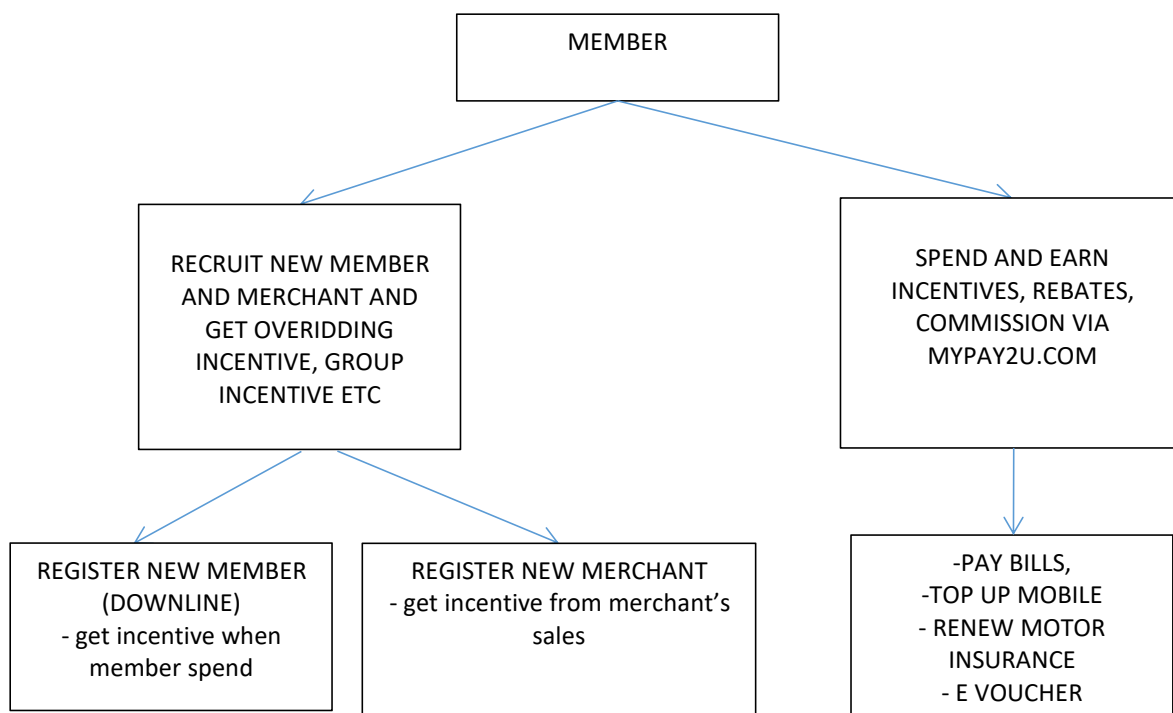 MEMBER
RECRUIT NEW MEMBER
AND MERCHANT AND
GET OVERIDDING
INCENTIVE, GROUP
INCENTIVE ETC
SPEND AND EARN
INCENTIVES, REBATES,
COMMISSION VIA
MYPAY2U.COM
REGISTER NEW MEMBER
(DOWNLINE)
- get incentive when
member spend
REGISTER NEW MERCHANT
- get incentive from merchant’s
sales
-PAY BILLS,
-TOP UP MOBILE
- RENEW MOTOR
INSURANCE
- E VOUCHER